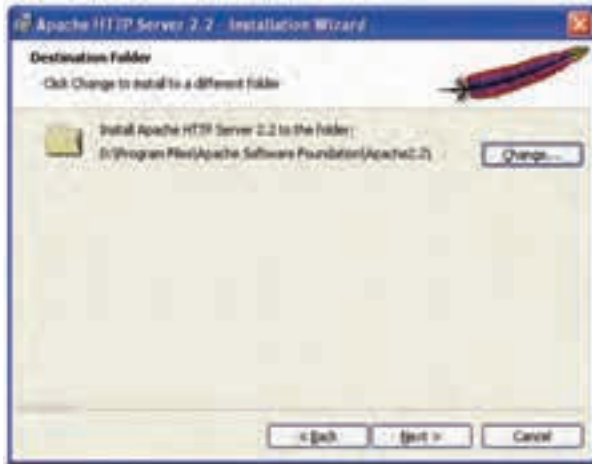 Apache HTTP Server 2.2 - Installation Wizard
Destination Folder
Click Change to install to a different folder
Install Apache HTTP Server 2.2 to the folder:
D:\Program Files\Apache Software Foundation\Apache2.2\
Change...
< Back
Next >
Cancel